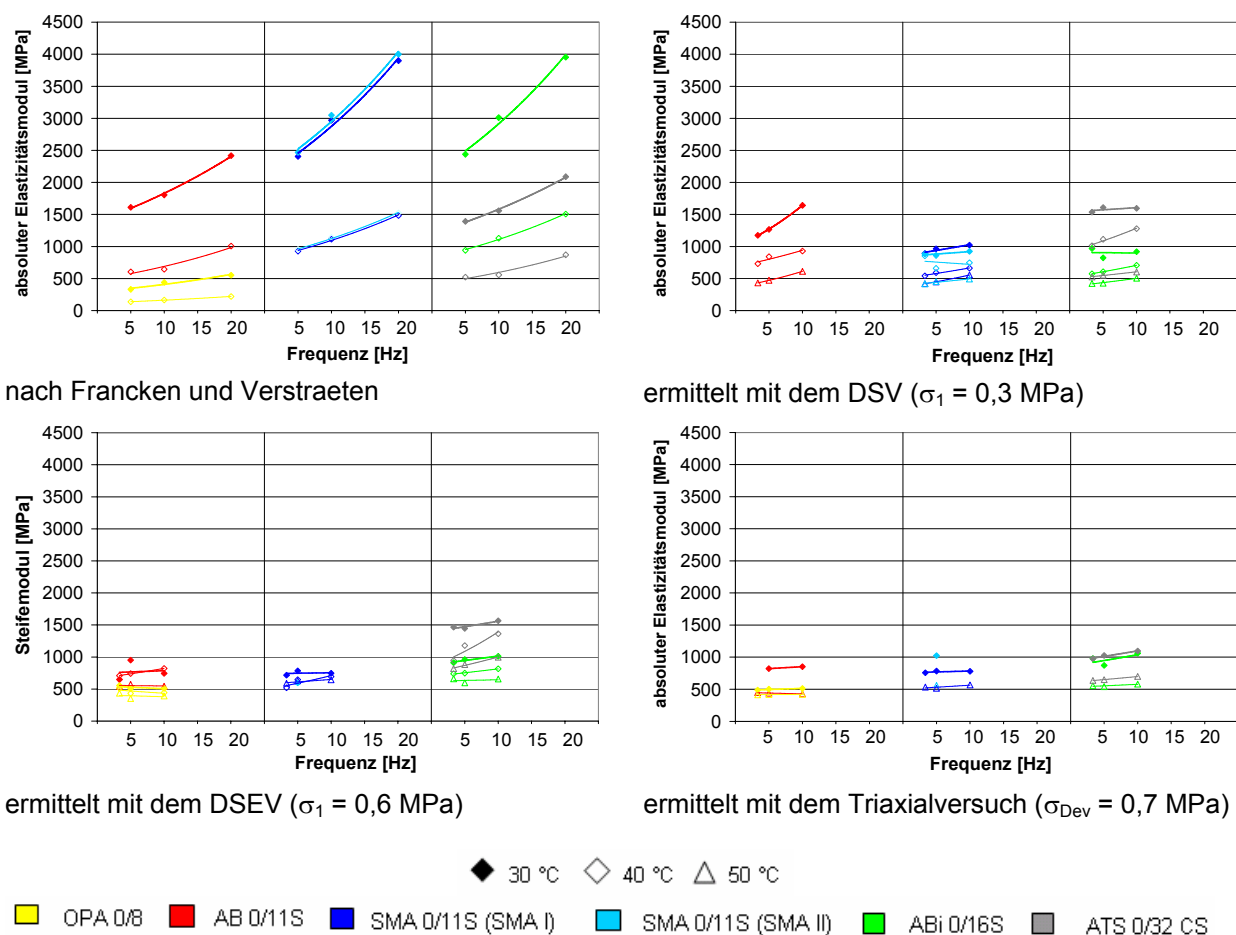 absoluter Elastizitätsmodul [MPa]
4500
4000
3500
3000
2500
2000
1500
1000
500
0
5 10 15 20 5 10 15 20 5 10 15 20
Frequenz [Hz]
nach Francken und Verstraeten
absoluter Elastizitätsmodul [MPa]
4500
4000
3500
3000
2500
2000
1500
1000
500
0
5 10 15 20 5 10 15 20 5 10 15 20
Frequenz [Hz]
ermittelt mit dem DSV (σ1 = 0,3 MPa)
Steifemodul [MPa]
4500
4000
3500
3000
2500
2000
1500
1000
500
0
5 10 15 20 5 10 15 20 5 10 15 20
Frequenz [Hz]
ermittelt mit dem DSEV (σ1 = 0,6 MPa)
absoluter Elastizitätsmodul [MPa]
4500
4000
3500
3000
2500
2000
1500
1000
500
0
5 10 15 20 5 10 15 20 5 10 15 20
Frequenz [Hz]
ermittelt mit dem Triaxialversuch (σDev = 0,7 MPa)
30 °C 40 °C 50 °C
OPA 0/8 AB 0/11S SMA 0/11S (SMA I) SMA 0/11S (SMA II) ABi 0/16S ATS 0/32 CS